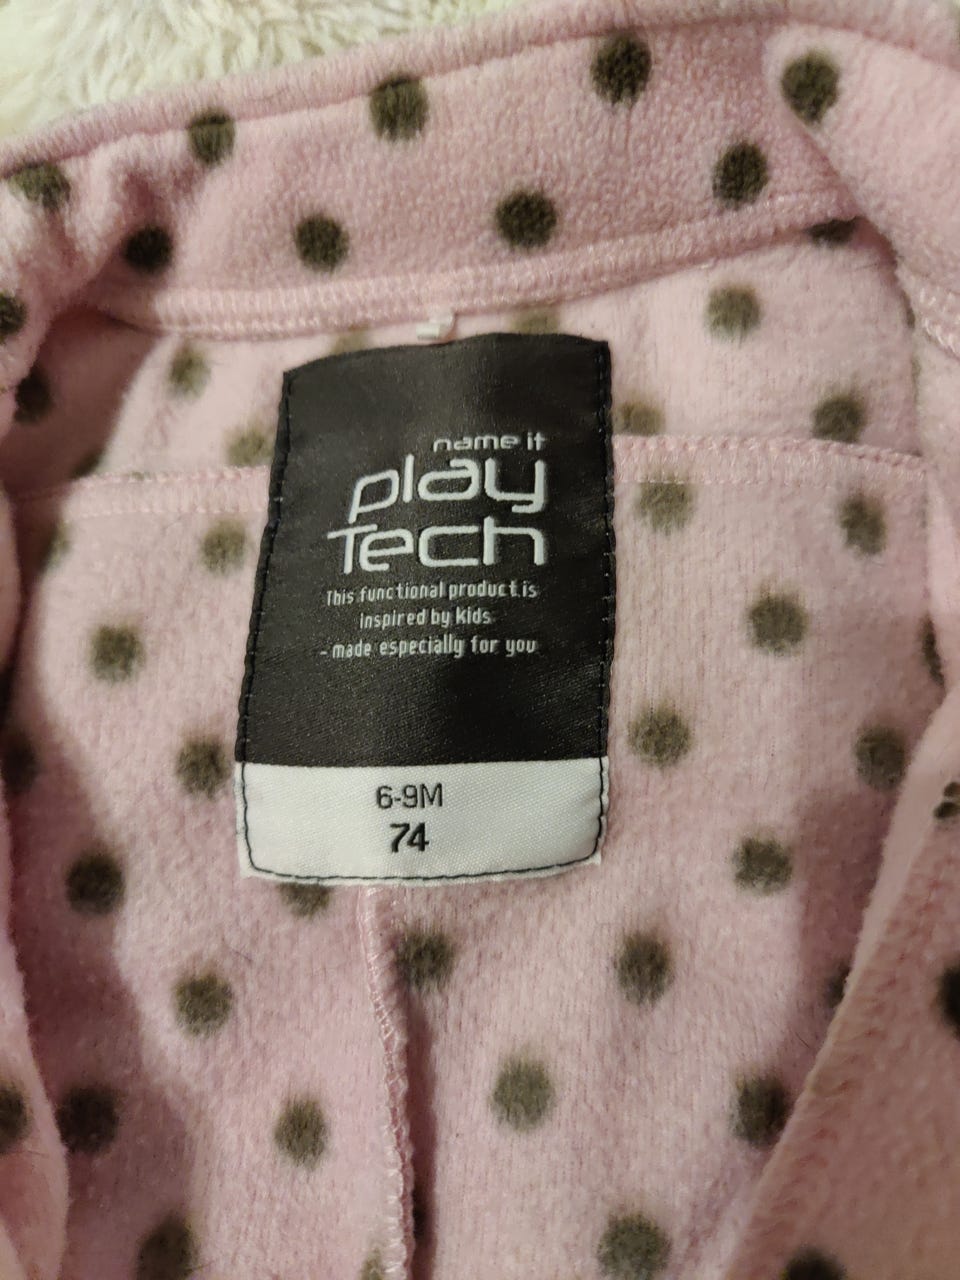 name it
play
Tech
This functional product is
inspired by kids
- made especially for you
6-9M
74